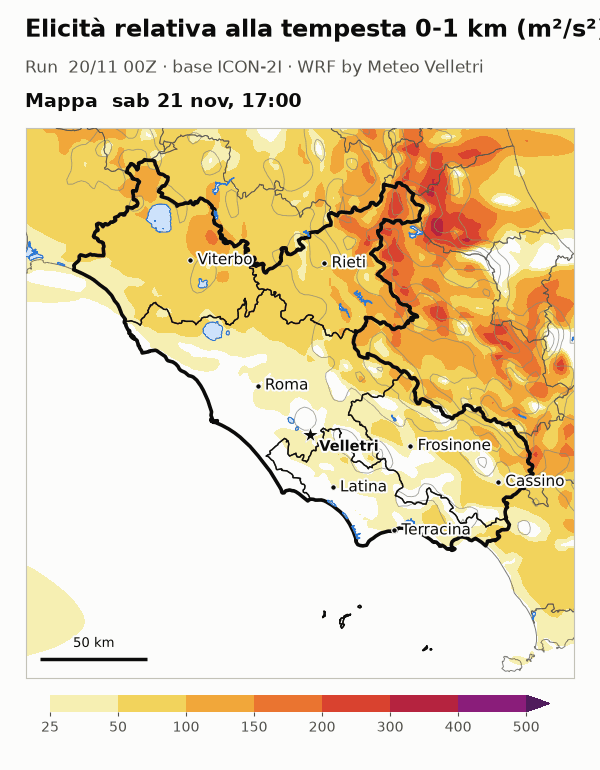 Elicità relativa alla tempesta 0-1 km (m²/s²)
Run 20/11 00Z · base ICON-2I · WRF by Meteo Velletri
Mappa sab 21 nov, 17:00
Viterbo
Rieti
Roma
Velletri
Frosinone
Cassino
Latina
Terracina
50 km
25 50 100 150 200 300 400 500